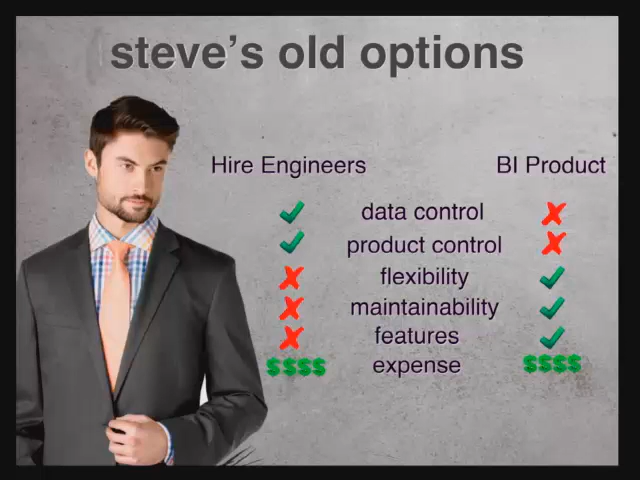 steve’s old options
Hire Engineers BI Product
✓ data control ✗
✓ product control ✗
✗ flexibility ✓
✗ maintainability ✓
✗ features ✓
$$$$ expense $$$$